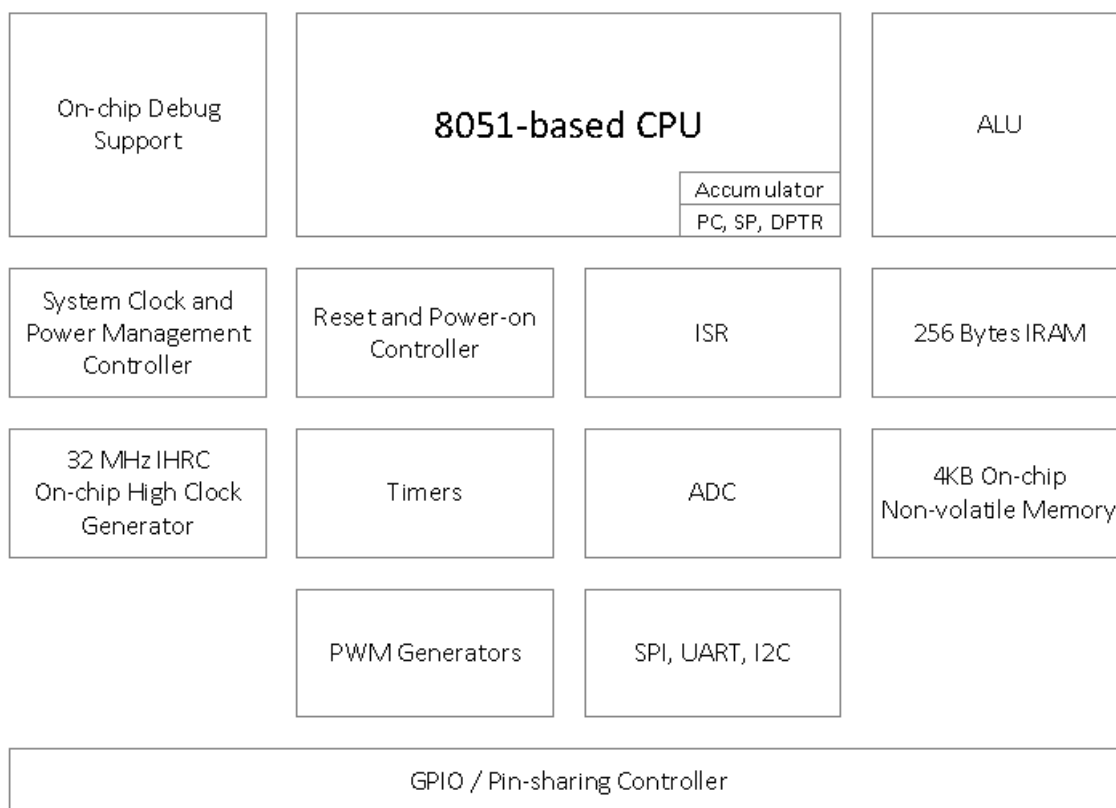 On-chip Debug
Support
8051-based CPU
Accumulator
PC, SP, DPTR
ALU
System Clock and
Power Management
Controller
Reset and Power-on
Controller
ISR
256 Bytes IRAM
32 MHz IHRC
On-chip High Clock
Generator
Timers
ADC
4KB On-chip
Non-volatile Memory
PWM Generators
SPI, UART, I2C
GPIO / Pin-sharing Controller